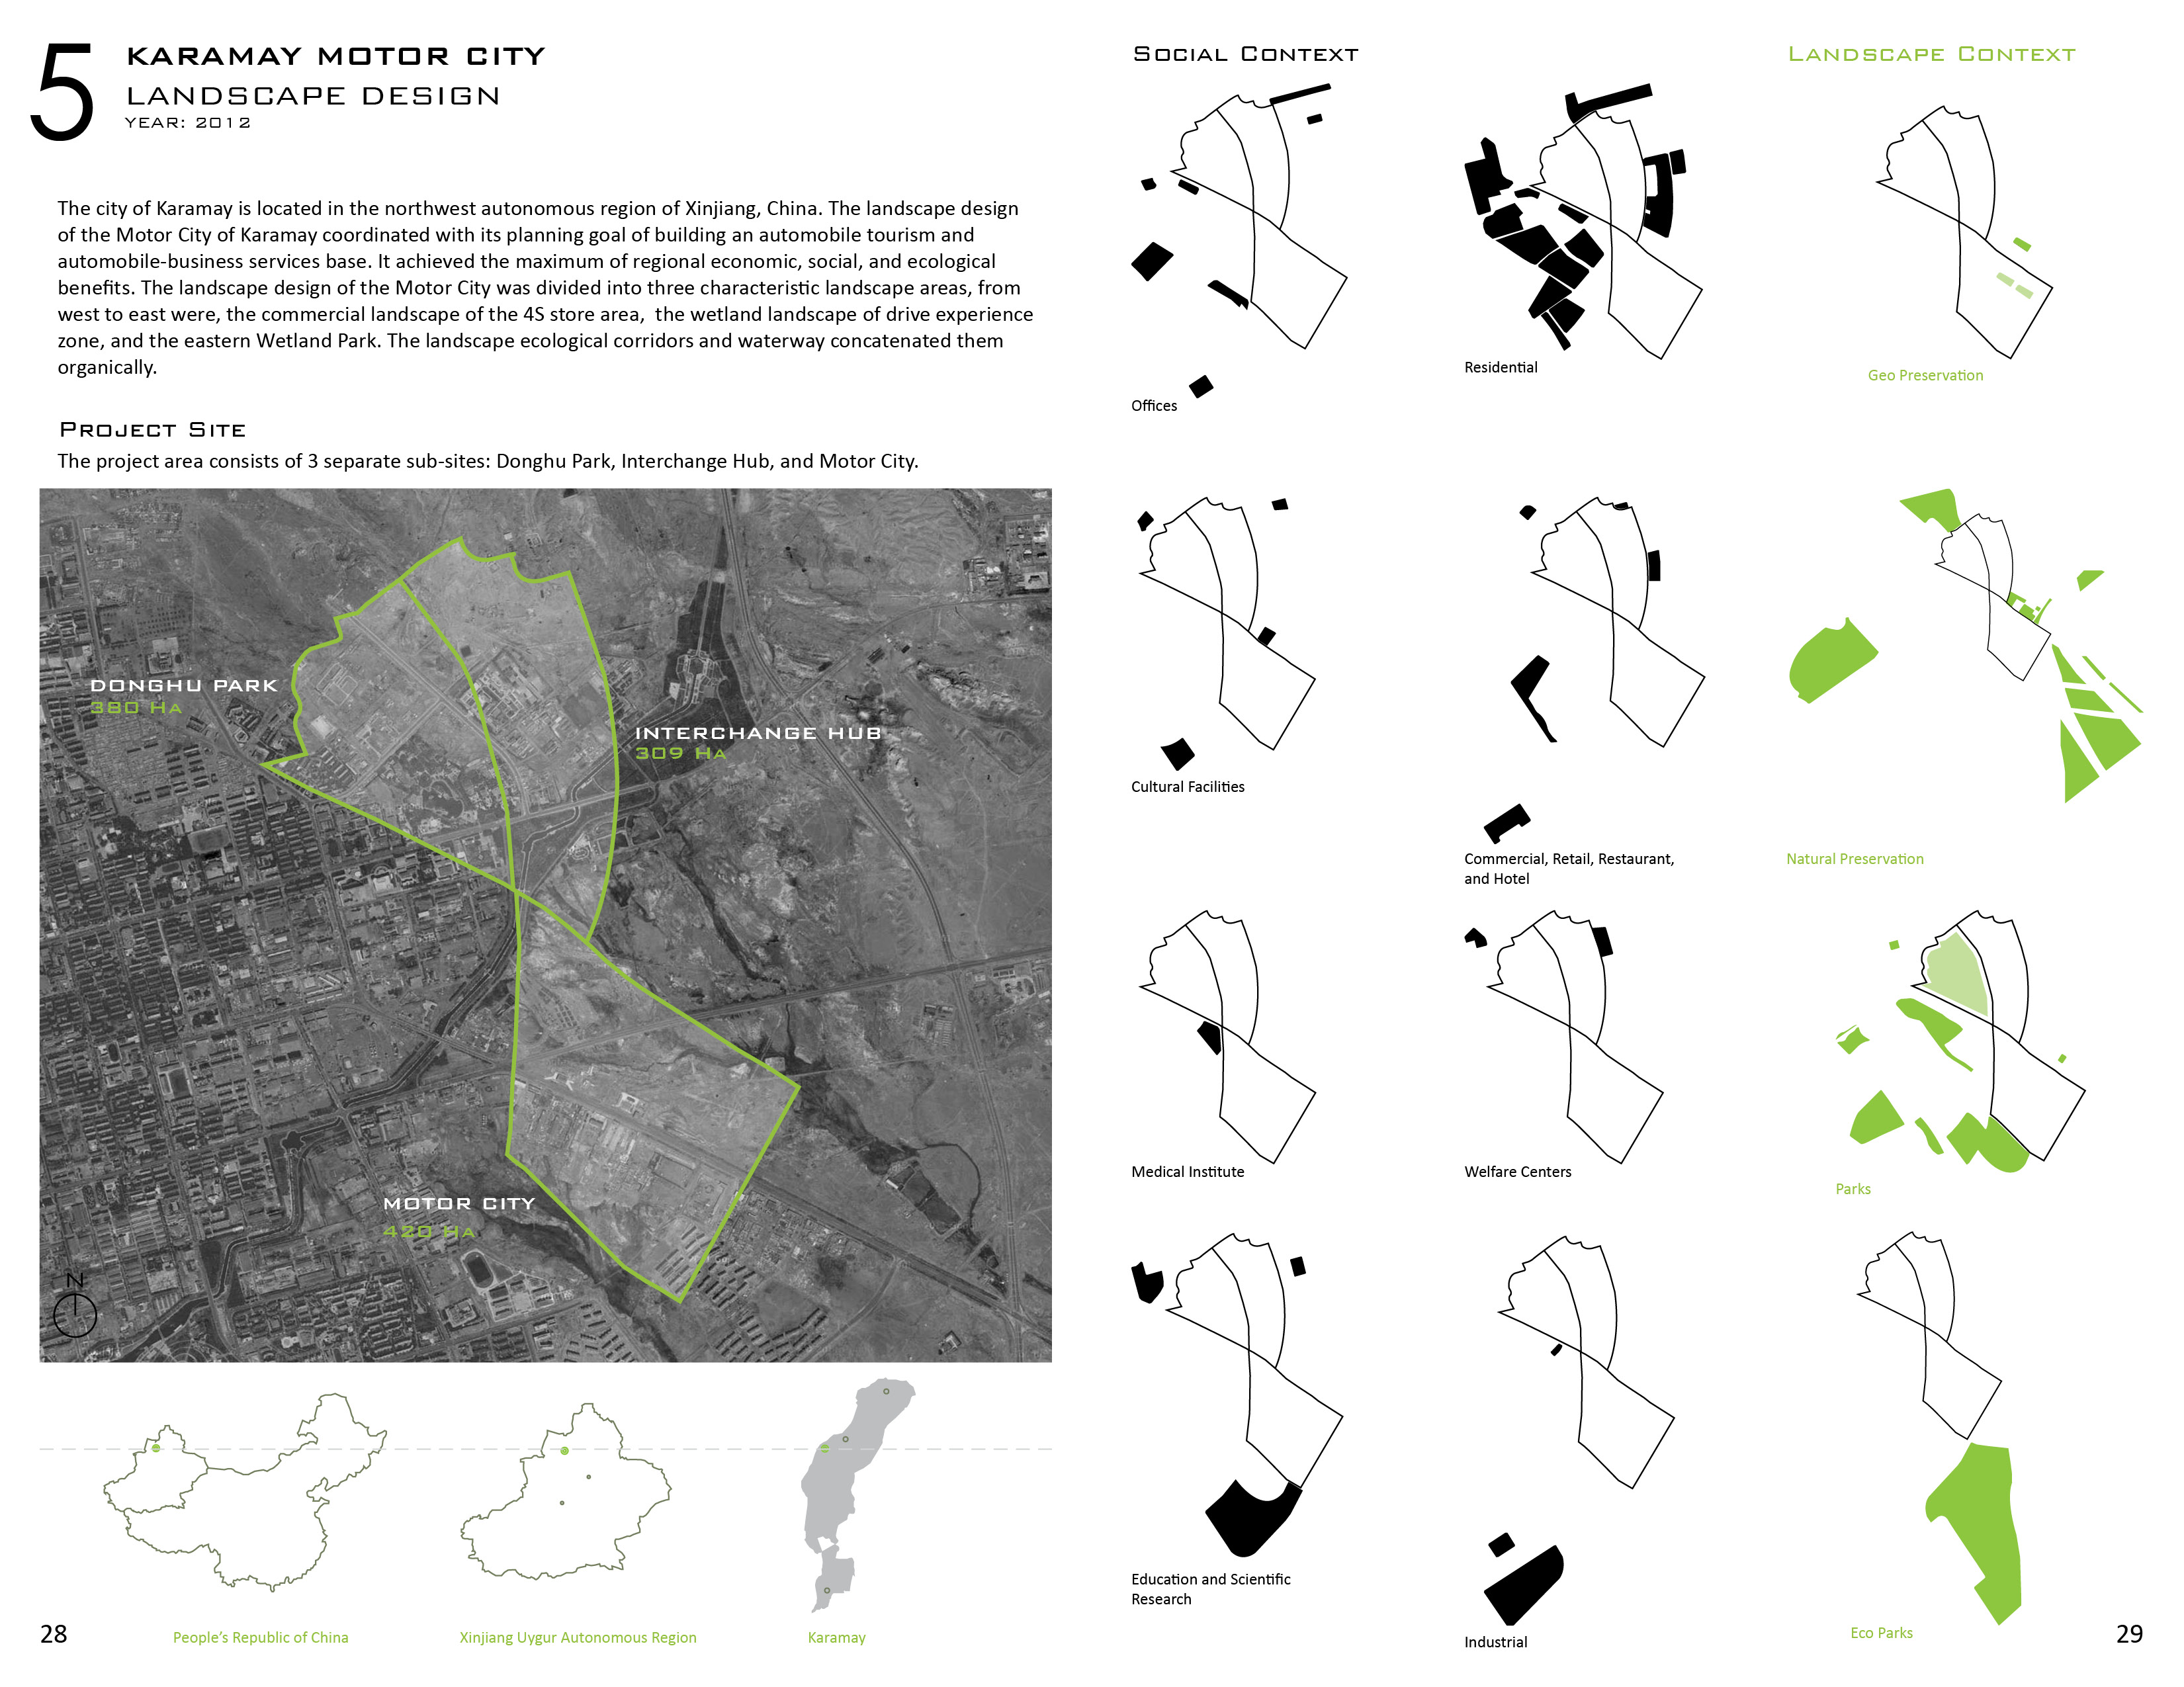 5
KARAMAY MOTOR CITY
LANDSCAPE DESIGN
YEAR: 2012
The city of Karamay is located in the northwest autonomous region of Xinjiang, China. The landscape design
of the Motor City of Karamay coordinated with its planning goal of building an automobile tourism and
automobile-business services base. It achieved the maximum of regional economic, social, and ecological
benefits. The landscape design of the Motor City was divided into three characteristic landscape areas, from
west to east were, the commercial landscape of the 4S store area,  the wetland landscape of drive experience
zone, and the eastern Wetland Park. The landscape ecological corridors and waterway concatenated them
organically.
Project Site
The project area consists of 3 separate sub-sites: Donghu Park, Interchange Hub, and Motor City.
DONGHU PARK
380 Ha
INTERCHANGE HUB
309 Ha
MOTOR CITY
420 Ha
N
People's Republic of China
Xinjiang Uygur Autonomous Region
Karamay
28
Social Context
Landscape Context
Offices
Residential
Geo Preservation
Cultural Facilities
Commercial, Retail, Restaurant,
and Hotel
Natural Preservation
Medical Institute
Welfare Centers
Parks
Education and Scientific
Research
Industrial
Eco Parks
29